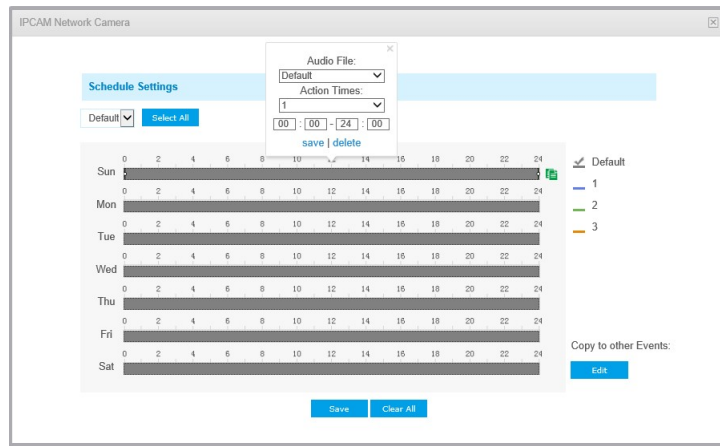 IPCAM Network Camera
Audio File:
Default
Action Times:
1
00 : 00 - 24 : 00
save | delete
Schedule Settings
Default Select All
0 2 4 6 8 10 12 14 16 18 20 22 24
Sun
0 2 4 6 8 10 12 14 16 18 20 22 24
Mon
0 2 4 6 8 10 12 14 16 18 20 22 24
Tue
0 2 4 6 8 10 12 14 16 18 20 22 24
Wed
0 2 4 6 8 10 12 14 16 18 20 22 24
Thu
0 2 4 6 8 10 12 14 16 18 20 22 24
Fri
0 2 4 6 8 10 12 14 16 18 20 22 24
Sat
Default
1
2
3
Copy to other Events:
Edit
Save Clear All